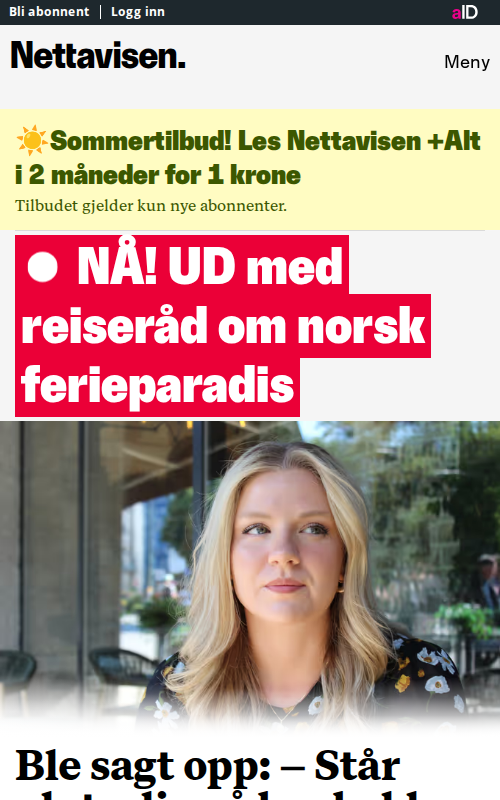 Bli abonnent
Logg inn
aID
Nettavisen.
Meny
Sommertilbud! Les Nettavisen +Alt
i 2 måneder for 1 krone
Tilbudet gjelder kun nye abonnenter.
NÅ! UD med
reiseråd om norsk
ferieparadis
Ble sagt opp: – Står